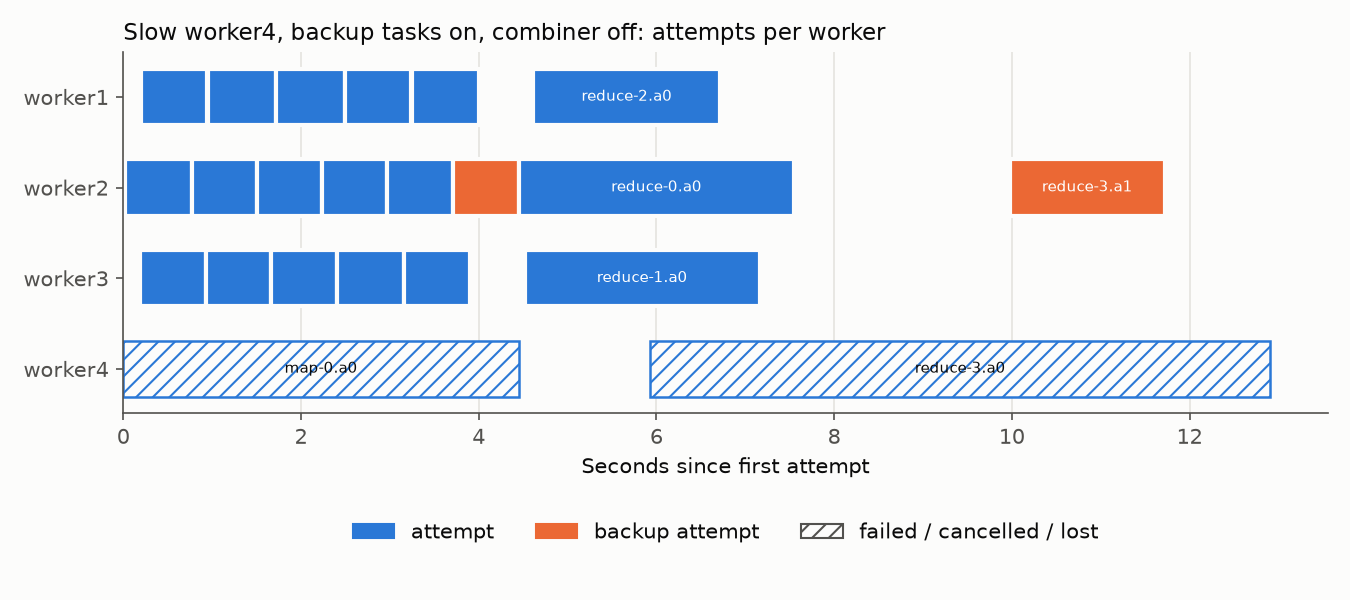 Slow worker4, backup tasks on, combiner off: attempts per worker
worker1
reduce-2.a0
worker2
reduce-0.a0
reduce-3.a1
worker3
reduce-1.a0
worker4
map-0.a0
reduce-3.a0
0 2 4 6 8 10 12
Seconds since first attempt
attempt
backup attempt
failed / cancelled / lost